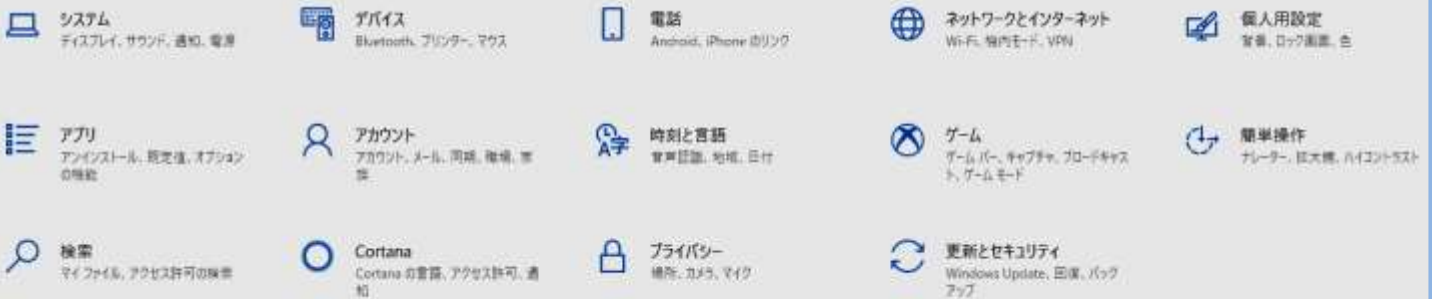 システム
ディスプレイ、サウンド、通知、電源
デバイス
Bluetooth、プリンター、マウス
電話
Android、iPhone のリンク
ネットワークとインターネット
Wi-Fi、機内モード、VPN
個人用設定
背景、ロック画面、色
アプリ
アンインストール、既定値、オプション
の機能
アカウント
アカウント、メール、同期、職場、家
族
時刻と言語
音声認識、地域、日付
ゲーム
ゲーム バー、キャプチャ、ブロードキャス
ト、ゲーム モード
簡単操作
ナレーター、拡大鏡、ハイコントラスト
検索
マイ ファイル、アクセス許可の検索
Cortana
Cortana の言語、アクセス許可、通
知
プライバシー
場所、カメラ、マイク
更新とセキュリティ
Windows Update、回復、バック
アップ